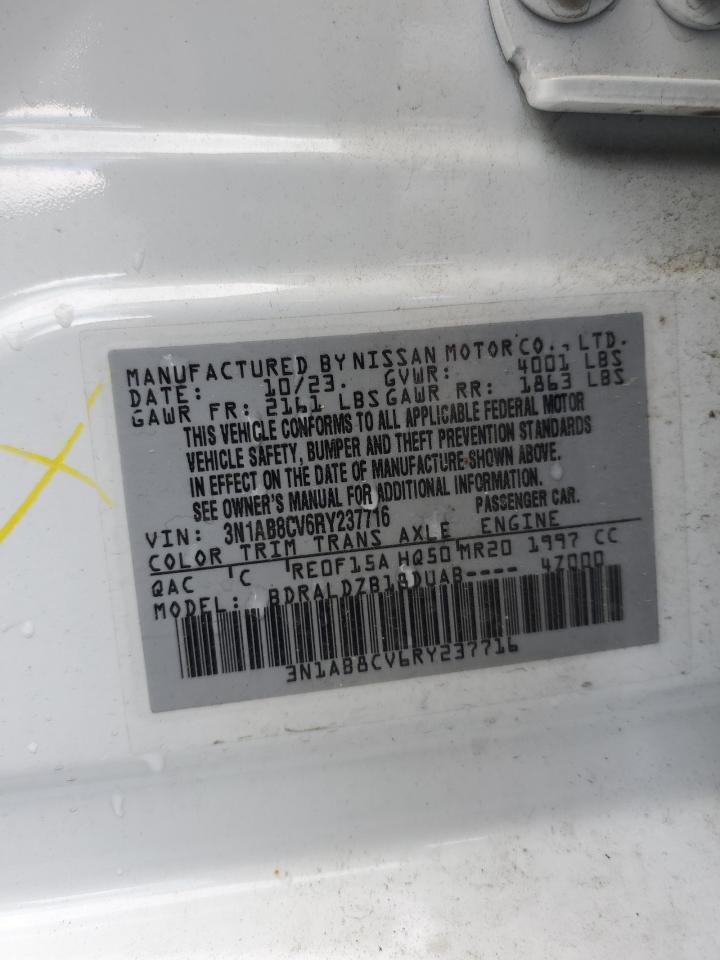 MANUFACTURED BY NISSAN MOTOR CO., LTD.
DATE: 10/23. GVWR: 4001 LBS
GAWR FR: 2161 LBS GAWR RR: 1863 LBS
THIS VEHICLE CONFORMS TO ALL APPLICABLE FEDERAL MOTOR
VEHICLE SAFETY, BUMPER AND THEFT PREVENTION STANDARDS
IN EFFECT ON THE DATE OF MANUFACTURE SHOWN ABOVE.
SEE OWNER'S MANUAL FOR ADDITIONAL INFORMATION.
VIN: 3N1AB8CV6RY237716 PASSENGER CAR.
COLOR TRIM TRANS AXLE ENGINE
QAC C RE0F15A HQ50 MR20 1997 CC
MODEL: BDRALDZB18DUAB---- 47000
3N1AB8CV6RY237716